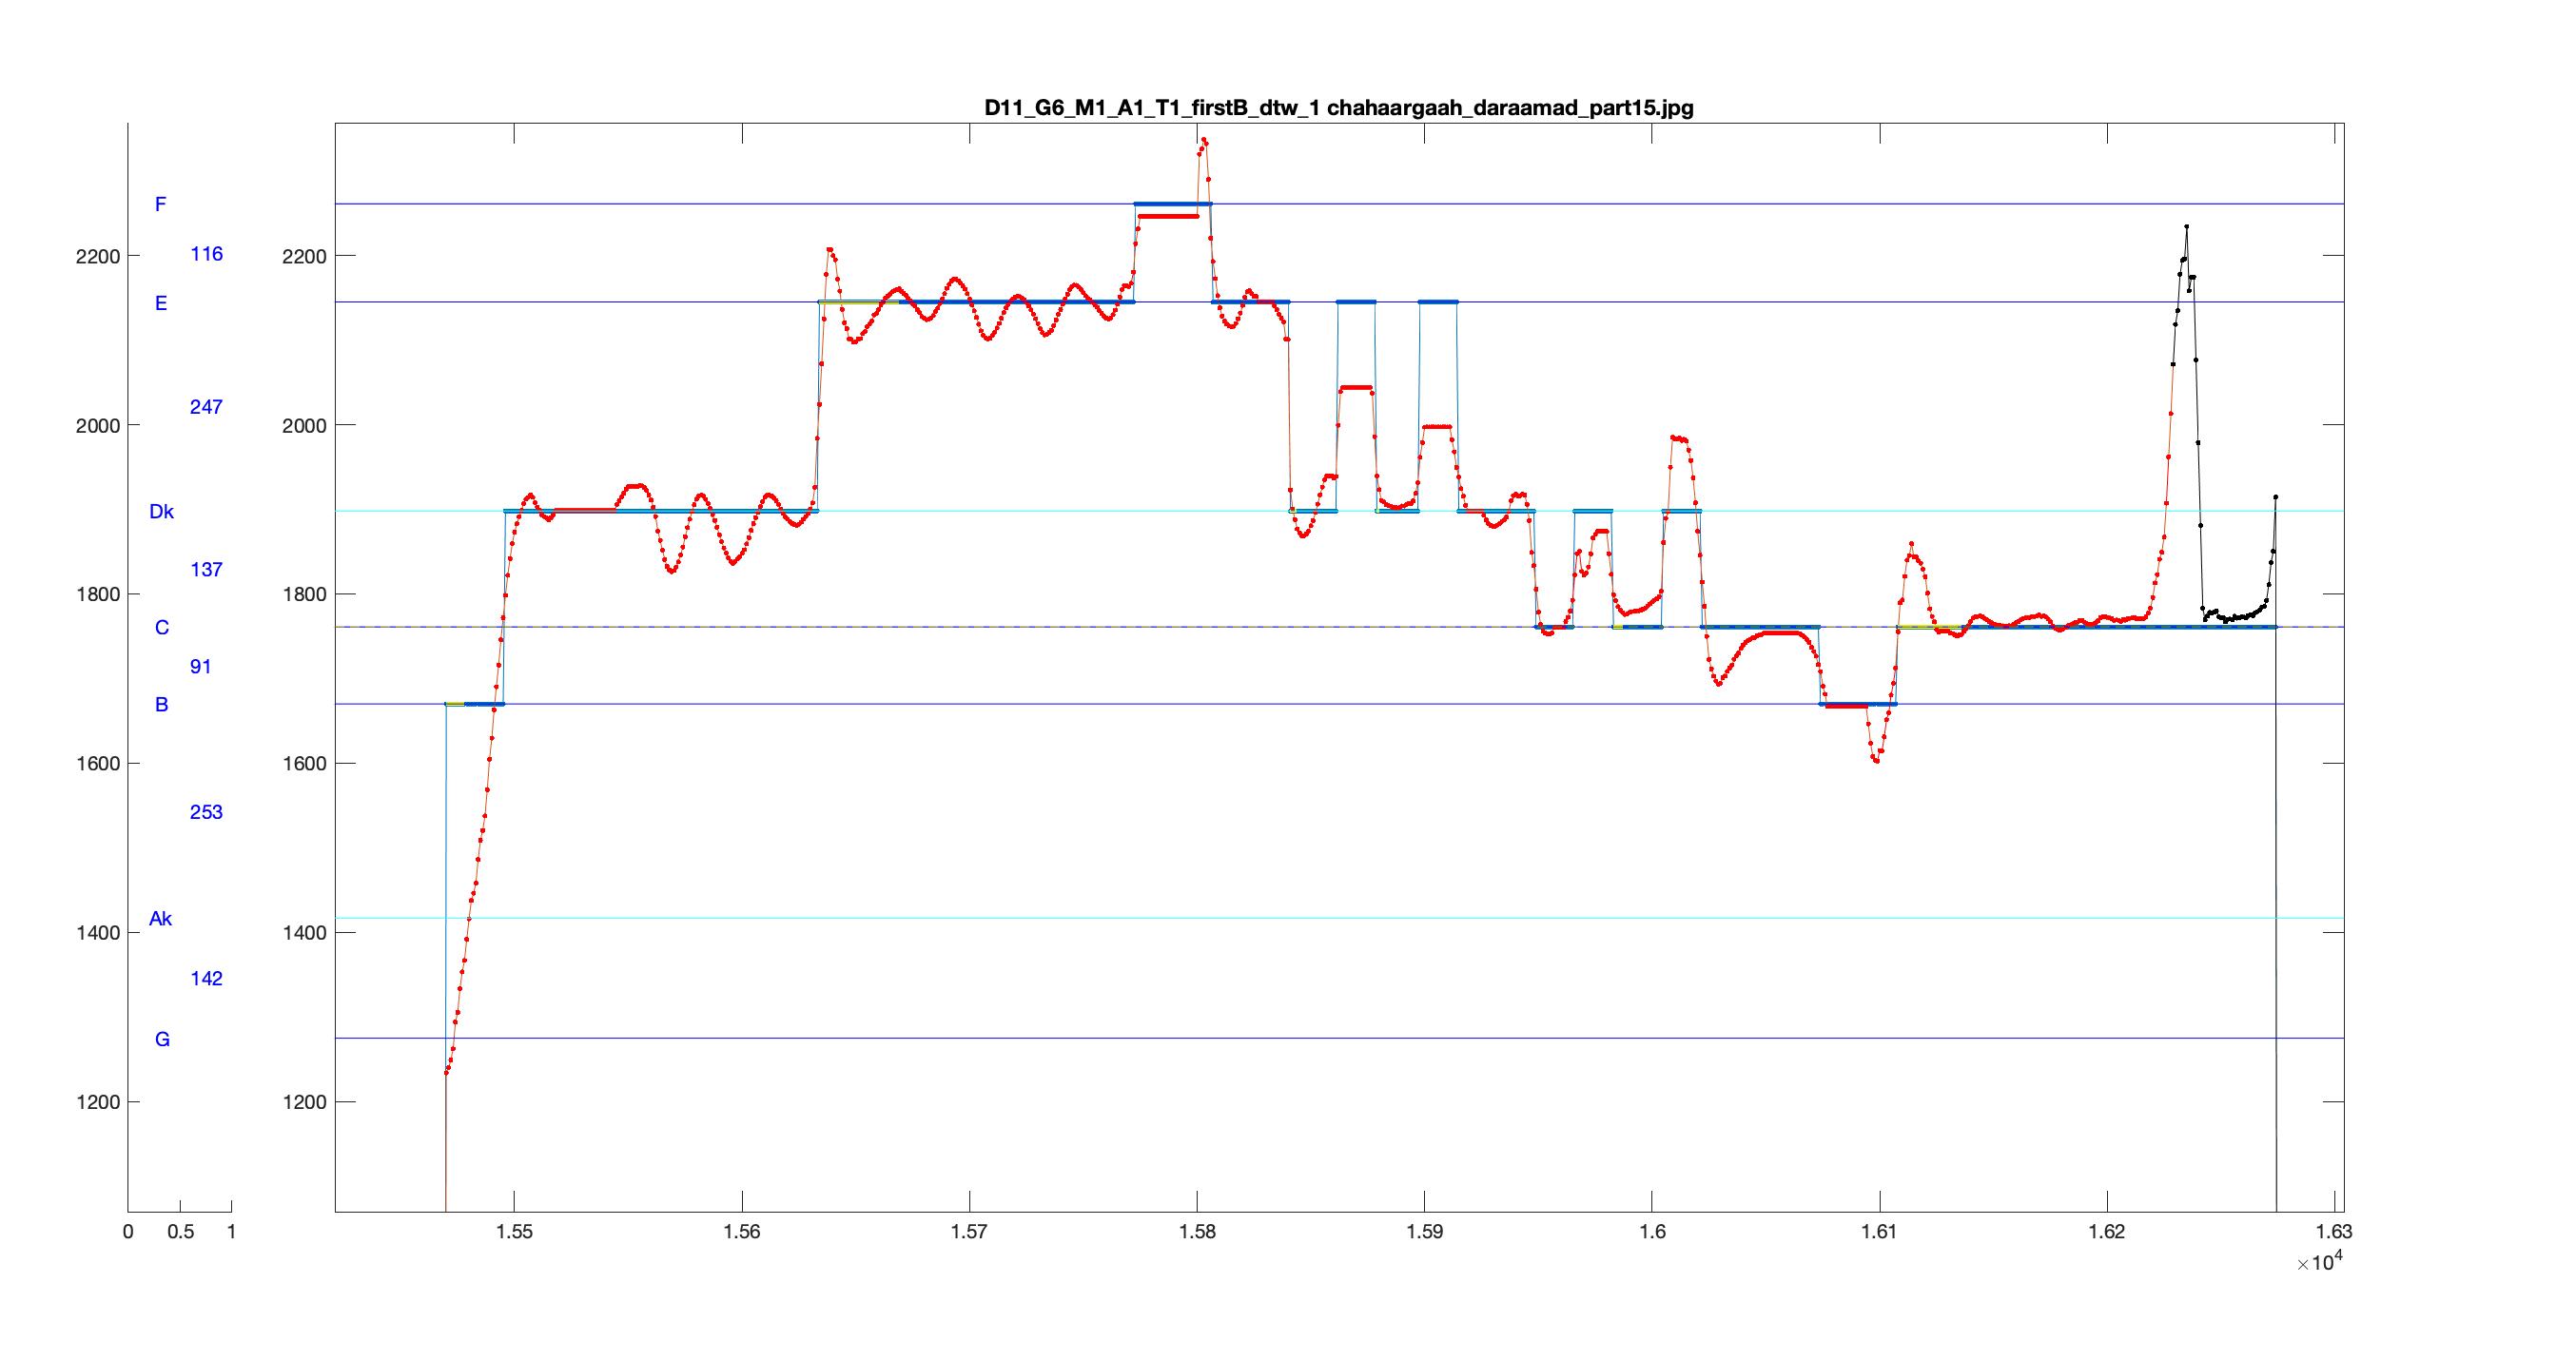 D11_G6_M1_A1_T1_firstB_dtw_1 chahaargaah_daraamad_part15.jpg
F
2200 116 2200
E
2000 247 2000
Dk
1800 137 1800
C
91
B
1600 1600
253
Ak
1400 1400
142
G
1200 1200
0 0.5 1 1.55 1.56 1.57 1.58 1.59 1.6 1.61 1.62 1.63
×10^4